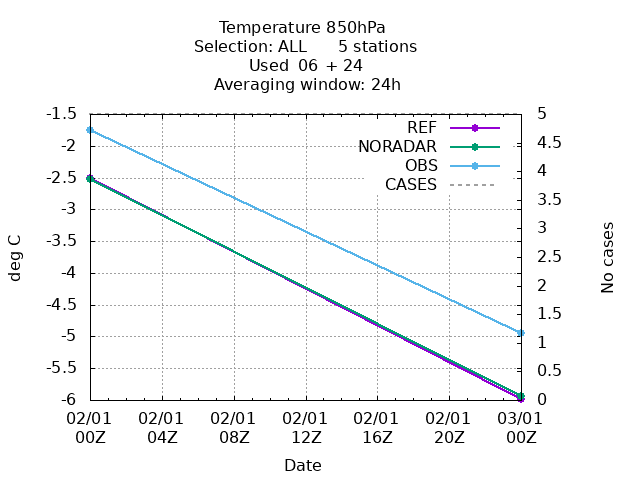 Temperature 850hPa
Selection: ALL 5 stations
Used 06 + 24
Averaging window: 24h
-1.5
-2
-2.5
-3
-3.5
-4
-4.5
-5
-5.5
-6
5
4.5
4
3.5
3
2.5
2
1.5
1
0.5
0
REF
NORADAR
OBS
CASES
deg C
No cases
02/01 02/01 02/01 02/01 02/01 02/01 03/01
00Z 04Z 08Z 12Z 16Z 20Z 00Z
Date